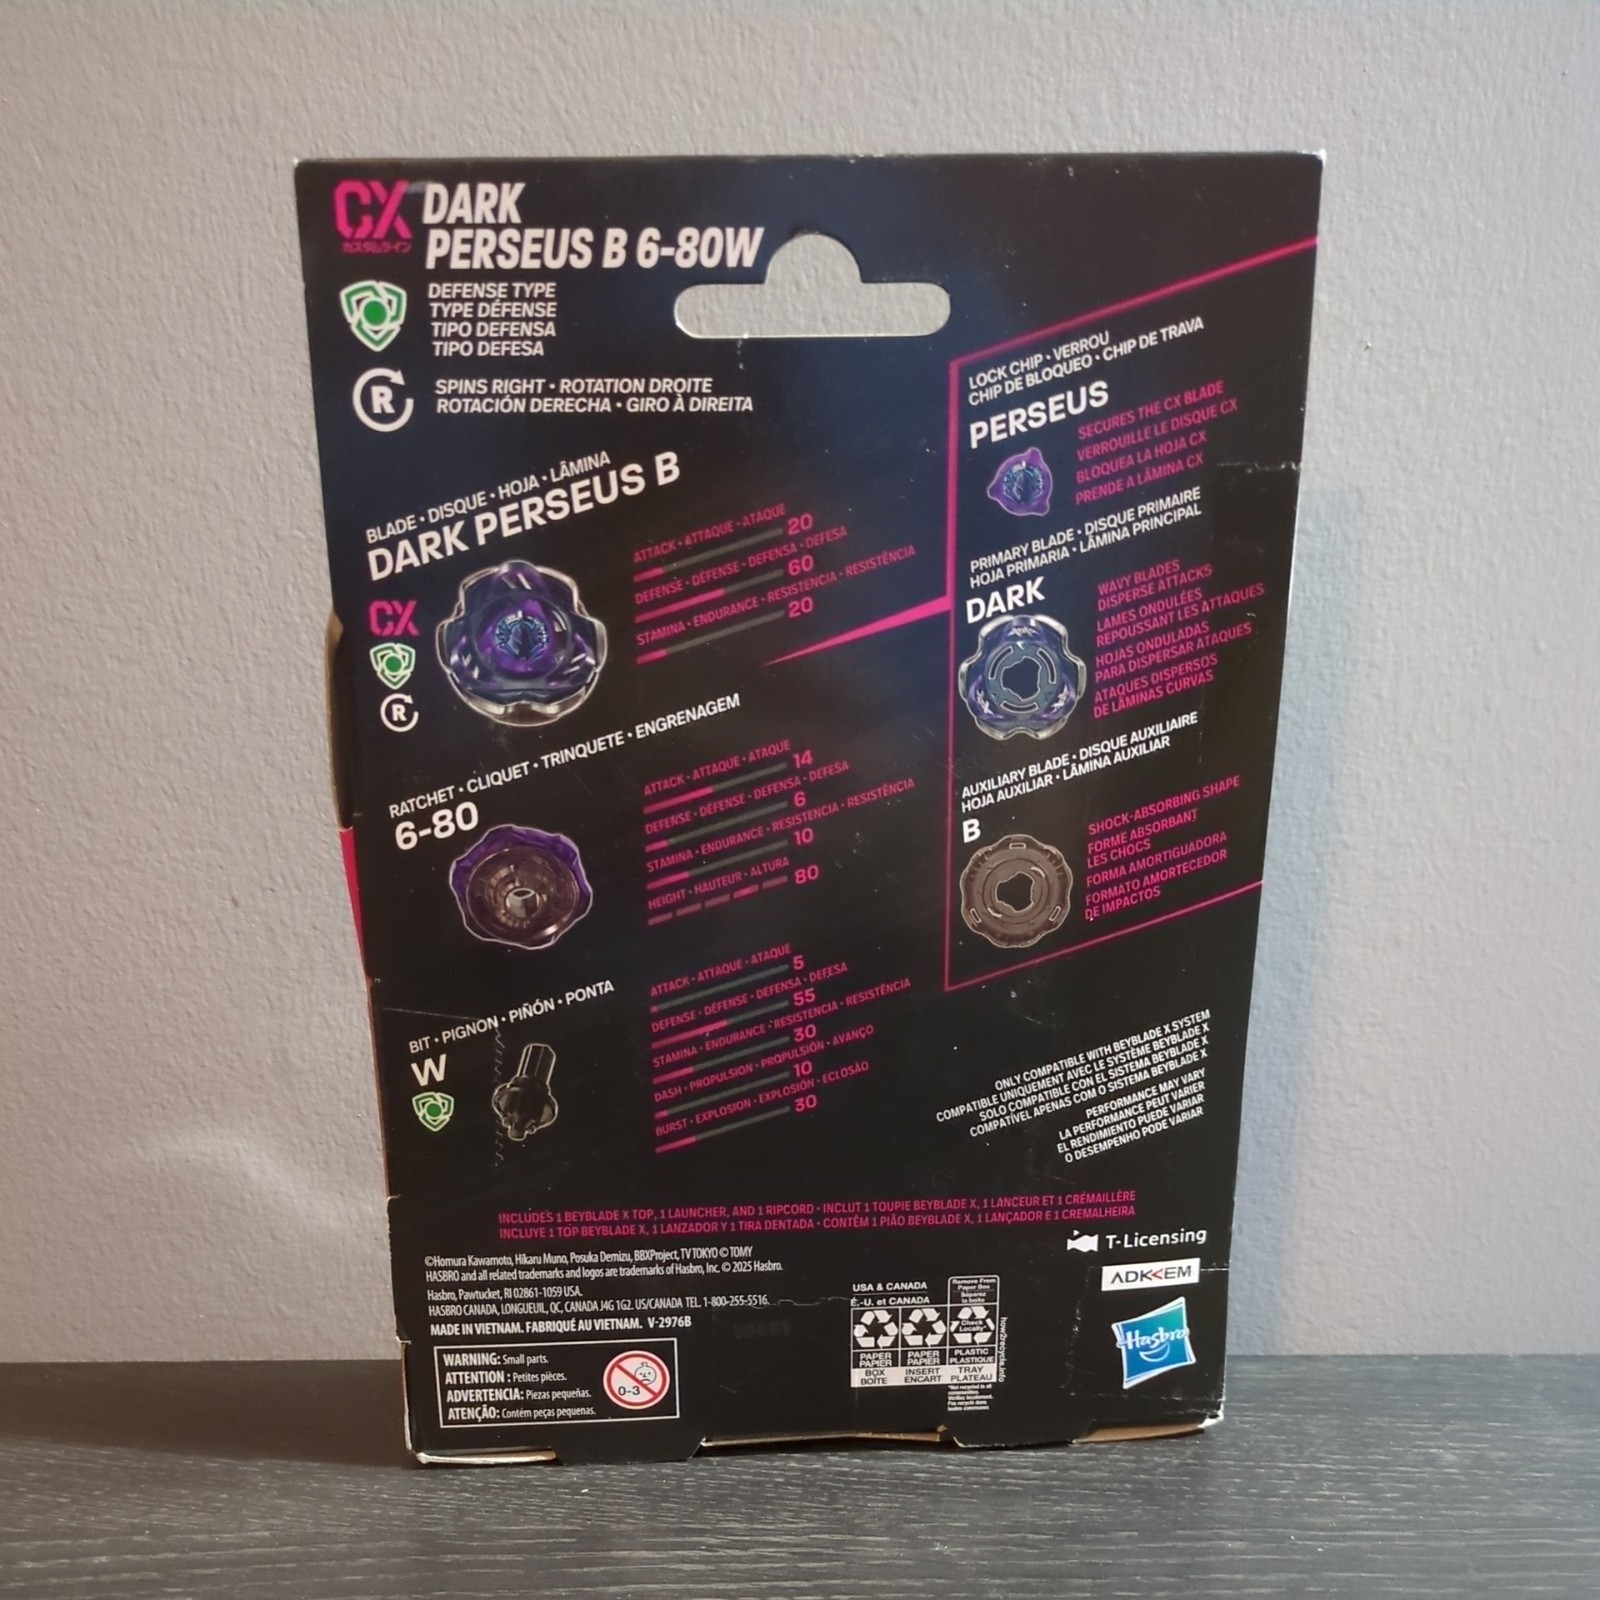 CX
カスタムライン
DARK
PERSEUS B 6-80W
DEFENSE TYPE
TYPE DÉFENSE
TIPO DEFENSA
TIPO DEFESA
R
SPINS RIGHT • ROTATION DROITE
ROTACIÓN DERECHA • GIRO À DIREITA
BLADE • DISQUE • HOJA • LÂMINA
DARK PERSEUS B
CX
R
ATTACK • ATTAQUE • ATAQUE
20
DEFENSE • DÉFENSE • DEFENSA • DEFESA
60
STAMINA • ENDURANCE • RESISTENCIA • RESISTÊNCIA
20
RATCHET • CLIQUET • TRINQUETE • ENGRENAGEM
6-80
ATTACK • ATTAQUE • ATAQUE
14
DEFENSE • DÉFENSE • DEFENSA • DEFESA
6
STAMINA • ENDURANCE • RESISTENCIA • RESISTÊNCIA
10
HEIGHT • HAUTEUR • ALTURA
80
BIT • PIGNON • PIÑÓN • PONTA
W
ATTACK • ATTAQUE • ATAQUE
5
DEFENSE • DÉFENSE • DEFENSA • DEFESA
55
STAMINA • ENDURANCE • RESISTENCIA • RESISTÊNCIA
30
DASH • PROPULSION • PROPULSIÓN • AVANÇO
10
BURST • EXPLOSION • EXPLOSIÓN • ECLOSÃO
30
LOCK CHIP • VERROU
CHIP DE BLOQUEO • CHIP DE TRAVA
PERSEUS
SECURES THE CX BLADE
VERROUILLE LE DISQUE CX
BLOQUEA LA HOJA CX
PRENDE A LÂMINA CX
PRIMARY BLADE • DISQUE PRIMAIRE
HOJA PRIMARIA • LÂMINA PRINCIPAL
DARK
WAVY BLADES
DISPERSE ATTACKS
LAMES ONDULÉES
REPOUSSANT LES ATTAQUES
HOJAS ONDULADAS
PARA DISPERSAR ATAQUES
ATAQUES DISPERSOS
DE LÂMINAS CURVAS
AUXILIARY BLADE • DISQUE AUXILIAIRE
HOJA AUXILIAR • LÂMINA AUXILIAR
B
SHOCK-ABSORBING SHAPE
FORME ABSORBANT
LES CHOCS
FORMA AMORTIGUADORA
FORMATO AMORTECEDOR
DE IMPACTOS
ONLY COMPATIBLE WITH BEYBLADE X SYSTEM
COMPATIBLE UNIQUEMENT AVEC LE SYSTÈME BEYBLADE X
SOLO COMPATIBLE CON EL SISTEMA BEYBLADE X
COMPATÍVEL APENAS COM O SISTEMA BEYBLADE X
PERFORMANCE MAY VARY
LA PERFORMANCE PEUT VARIER
EL RENDIMIENTO PUEDE VARIAR
O DESEMPENHO PODE VARIAR
INCLUDES 1 BEYBLADE X TOP, 1 LAUNCHER, AND 1 RIPCORD • INCLUT 1 TOUPIE BEYBLADE X, 1 LANCEUR ET 1 CRÉMAILLÈRE
INCLUYE 1 TOP BEYBLADE X, 1 LANZADOR Y 1 TIRA DENTADA • CONTÉM 1 PIÃO BEYBLADE X, 1 LANÇADOR E 1 CREMALHEIRA
©Homura Kawamoto, Hikaru Muno, Posuka Demizu, BBXProject, TV TOKYO © TOMY
HASBRO and all related trademarks and logos are trademarks of Hasbro, Inc. © 2025 Hasbro.
Hasbro, Pawtucket, RI 02861-1059 USA.
HASBRO CANADA, LONGUEUIL, QC, CANADA J4G 1G2. US/CANADA TEL. 1-800-255-5516.
MADE IN VIETNAM. FABRIQUÉ AU VIETNAM. V-2976B
WARNING: Small parts.
ATTENTION : Petites pièces.
ADVERTENCIA: Piezas pequeñas.
ATENÇÃO: Contém peças pequenas.
0-3
USA & CANADA
É.-U. et CANADA
PAPER
PAPIER
BOX
BOÎTE
PAPER
PAPIER
INSERT
ENCART
Remove From
Paper Box
Séparez
la boîte
Check
Locally*
PLASTIC
PLASTIQUE
TRAY
PLATEAU
how2recycle.info
T-Licensing
ADK EM
Hasbro